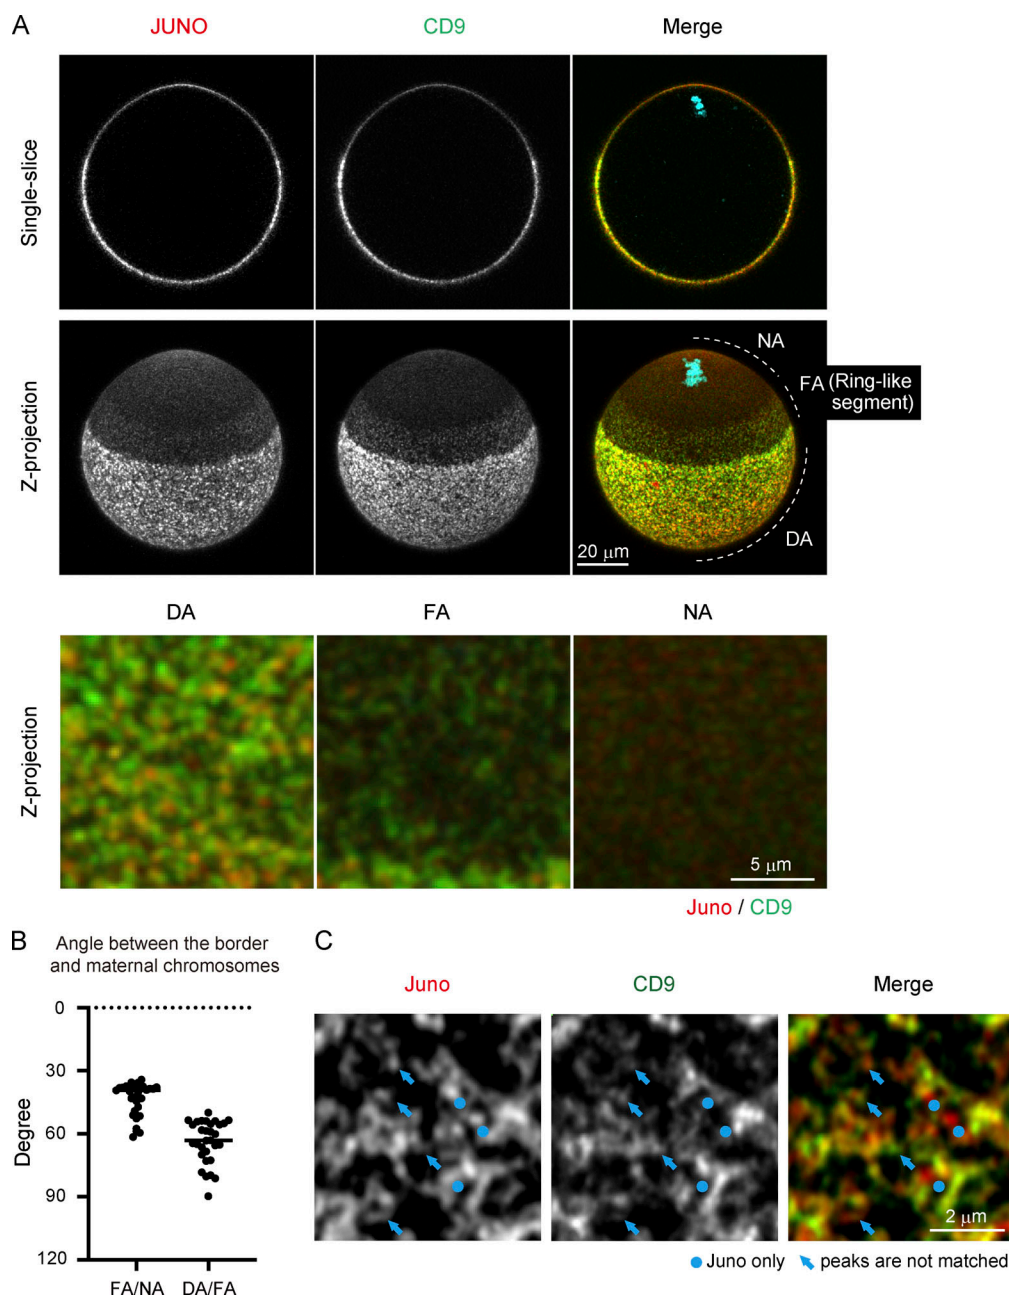 A
JUNO
CD9
Merge
Single-slice
Z-projection
NA
FA (Ring-like
segment)
DA
20 μm
DA
FA
NA
Z-projection
5 μm
Juno / CD9
B
Angle between the border
and maternal chromosomes
Degree
0
30
60
90
120
FA/NA
DA/FA
C
Juno
CD9
Merge
2 μm
Juno only
peaks are not matched